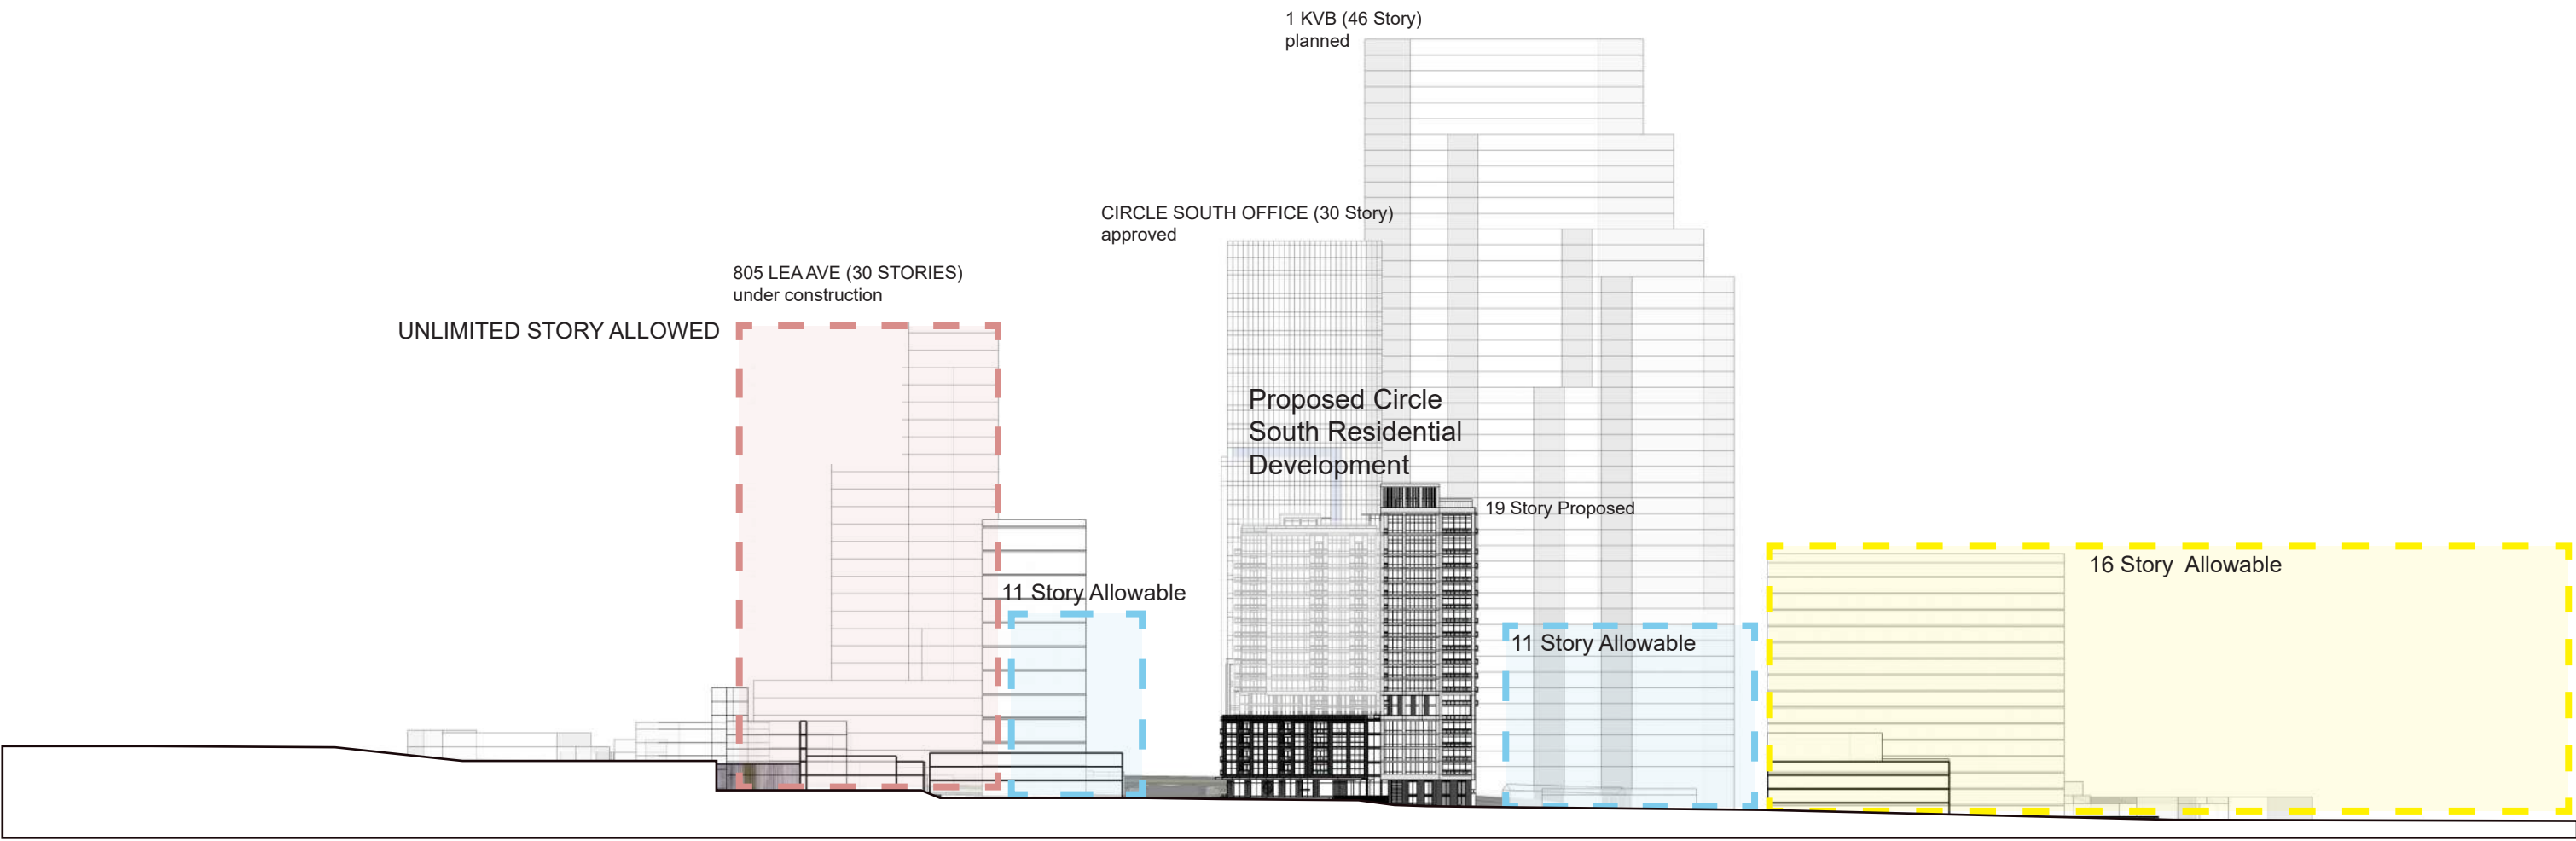 1 KVB (46 Story)
planned
CIRCLE SOUTH OFFICE (30 Story)
approved
805 LEA AVE (30 STORIES)
under construction
UNLIMITED STORY ALLOWED
Proposed Circle
South Residential
Development
19 Story Proposed
16 Story Allowable
11 Story Allowable
11 Story Allowable